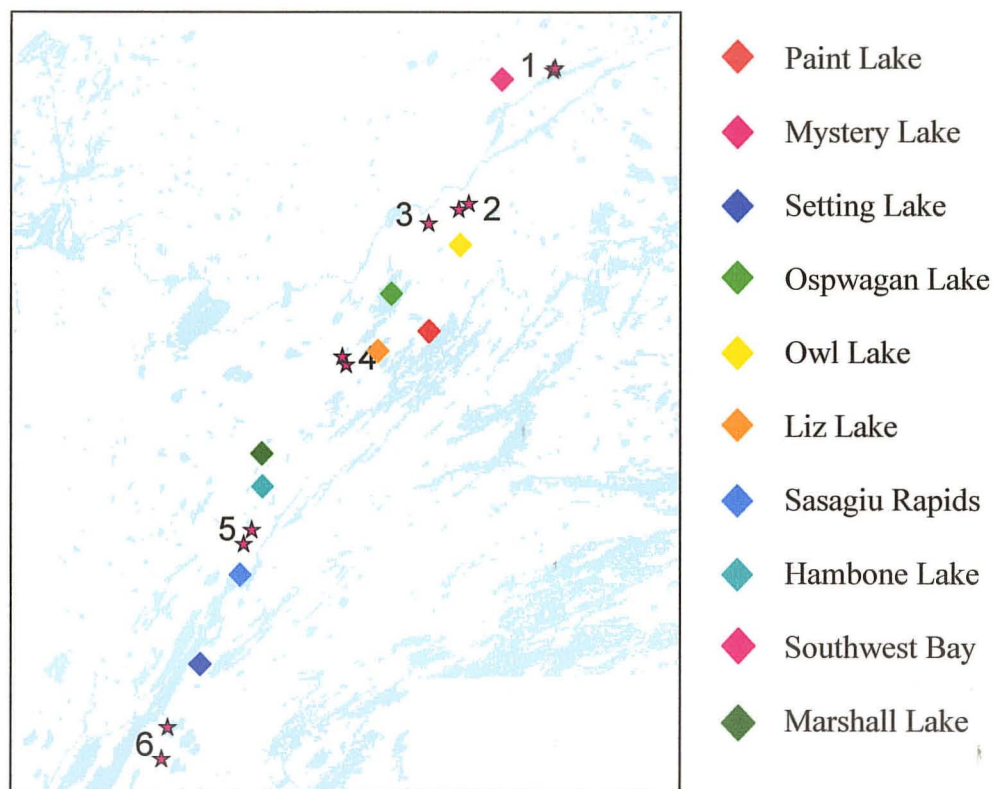 1
2
3
4
5
6
Paint Lake
Mystery Lake
Setting Lake
Ospwagan Lake
Owl Lake
Liz Lake
Sasagiu Rapids
Hambone Lake
Southwest Bay
Marshall Lake